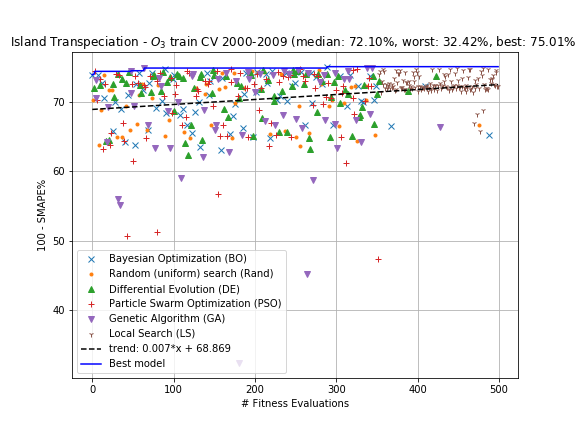 Island Transpeciation - O3 train CV 2000-2009 (median: 72.10%, worst: 32.42%, best: 75.01%
100 - SMAPE%
70
60
50
40
Bayesian Optimization (BO)
Random (uniform) search (Rand)
Differential Evolution (DE)
Particle Swarm Optimization (PSO)
Genetic Algorithm (GA)
Local Search (LS)
trend: 0.007*x + 68.869
Best model
0 100 200 300 400 500
# Fitness Evaluations